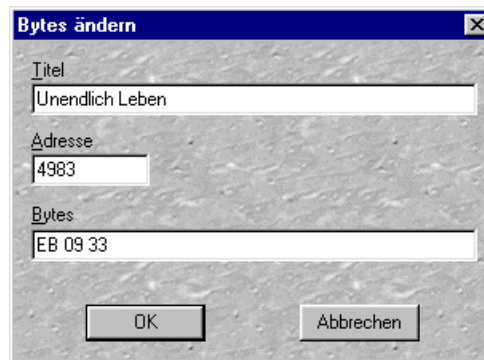 Bytes ändern
Titel
Unendlich Leben
Adresse
4983
Bytes
EB 09 33
OK Abbrechen